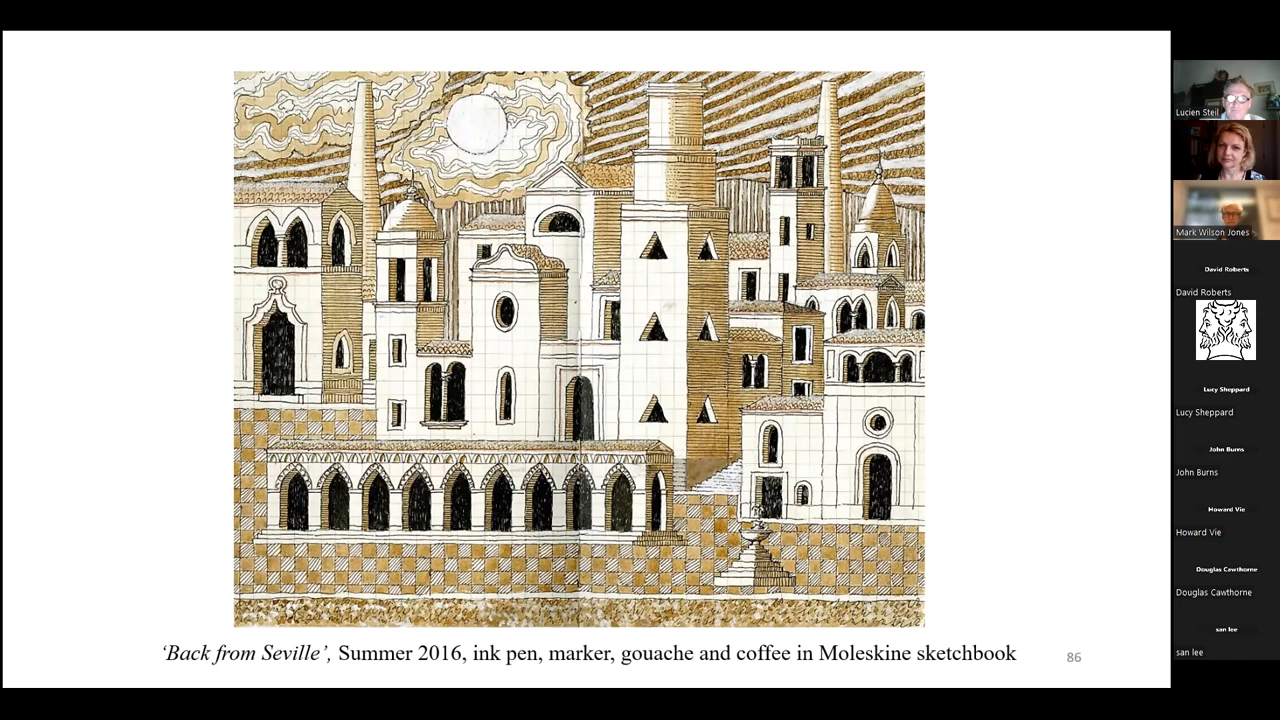 ‘Back from Seville’, Summer 2016, ink pen, marker, gouache and coffee in Moleskine sketchbook
86
Lucien Steil
Mark Wilson Jones
David Roberts
David Roberts
Lucy Sheppard
Lucy Sheppard
John Burns
John Burns
Howard Vie
Howard Vie
Douglas Cawthorne
Douglas Cawthorne
san lee
san lee